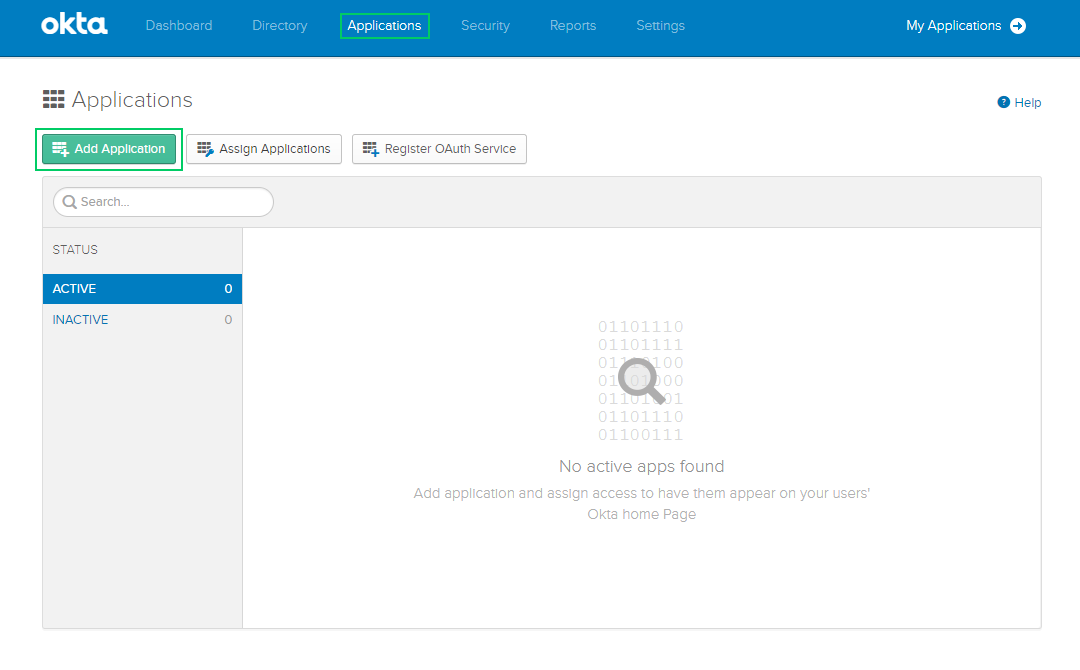 okta
Dashboard Directory Applications Security Reports Settings My Applications
Applications
? Help
Add Application Assign Applications Register OAuth Service
Search...
STATUS
ACTIVE 0
INACTIVE 0
01101110
01101111
01110100
01101000
01101001
01101110
01100111
No active apps found
Add application and assign access to have them appear on your users'
Okta home Page